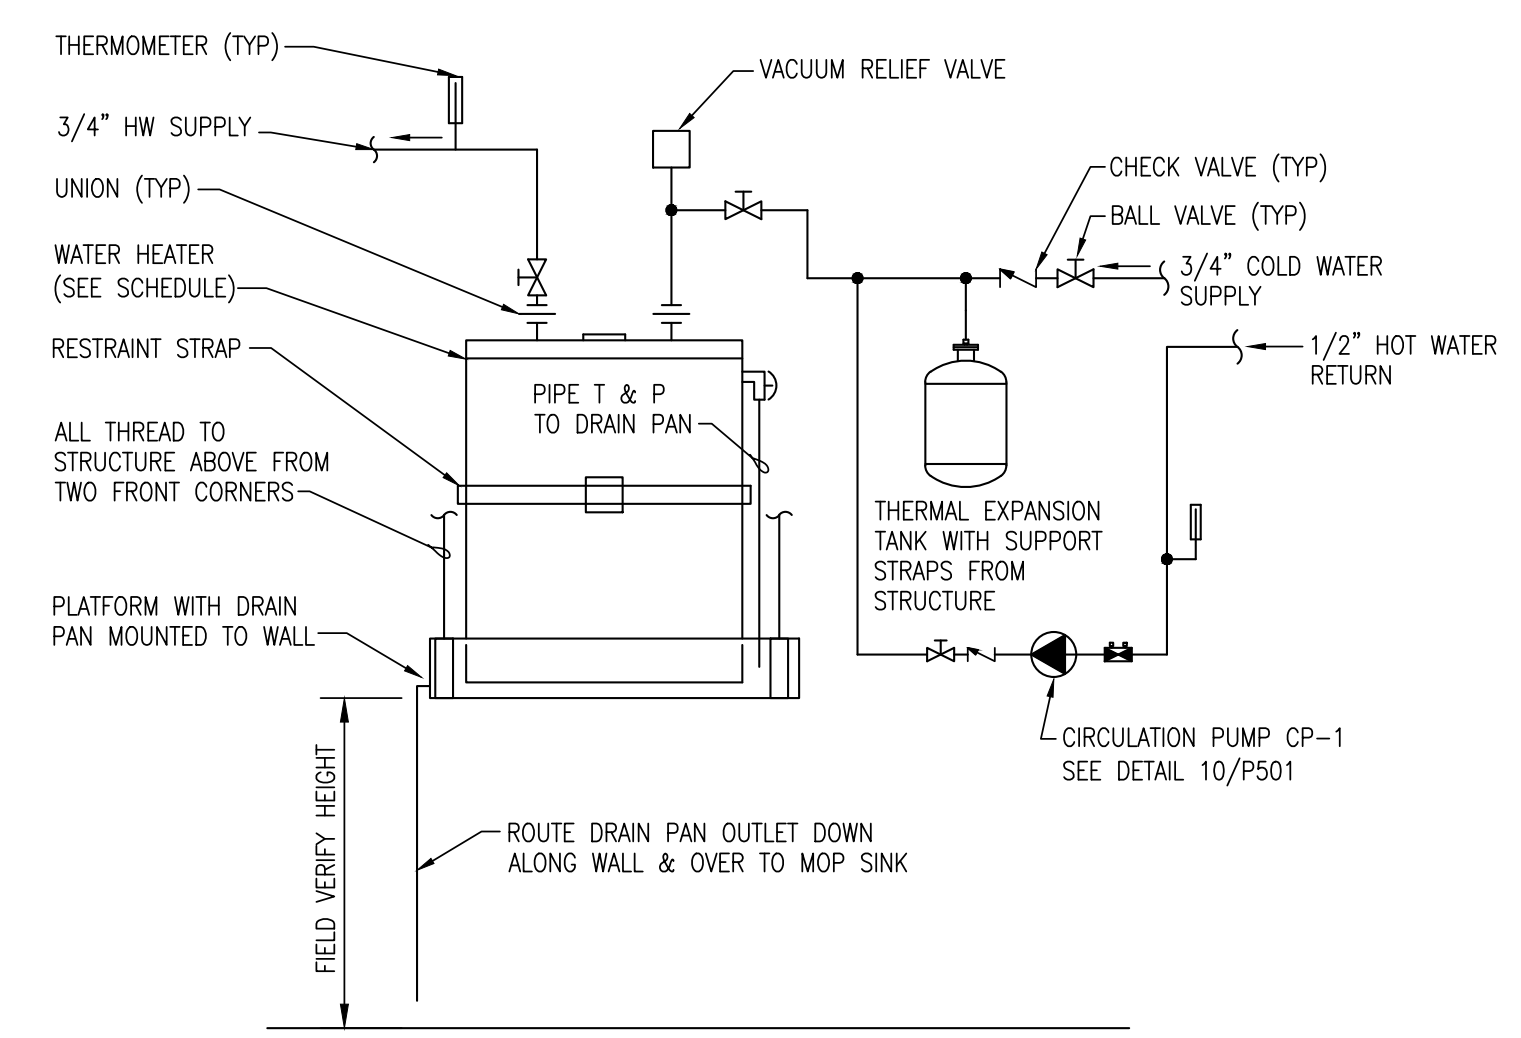 THERMOMETER (TYP)
3/4" HW SUPPLY
UNION (TYP)
WATER HEATER
(SEE SCHEDULE)
RESTRAINT STRAP
ALL THREAD TO
STRUCTURE ABOVE FROM
TWO FRONT CORNERS
PLATFORM WITH DRAIN
PAN MOUNTED TO WALL
FIELD VERIFY HEIGHT
VACUUM RELIEF VALVE
PIPE T & P
TO DRAIN PAN
CHECK VALVE (TYP)
BALL VALVE (TYP)
3/4" COLD WATER
SUPPLY
1/2" HOT WATER
RETURN
THERMAL EXPANSION
TANK WITH SUPPORT
STRAPS FROM
STRUCTURE
CIRCULATION PUMP CP-1
SEE DETAIL 10/P501
ROUTE DRAIN PAN OUTLET DOWN
ALONG WALL & OVER TO MOP SINK